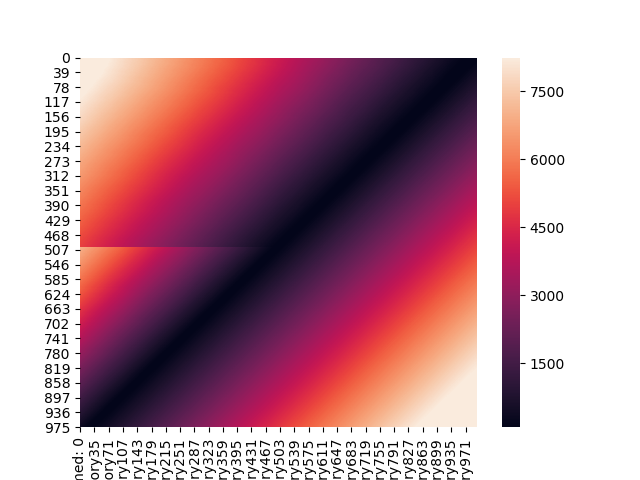 0
39
78
117
156
195
234
273
312
351
390
429
468
507
546
585
624
663
702
741
780
819
858
897
936
975
ned: 0
ory35
ory71
ry107
ry143
ry179
ry215
ry251
ry287
ry323
ry359
ry395
ry431
ry467
ry503
ry539
ry575
ry611
ry647
ry683
ry719
ry755
ry791
ry827
ry863
ry899
ry935
ry971
7500
6000
4500
3000
1500